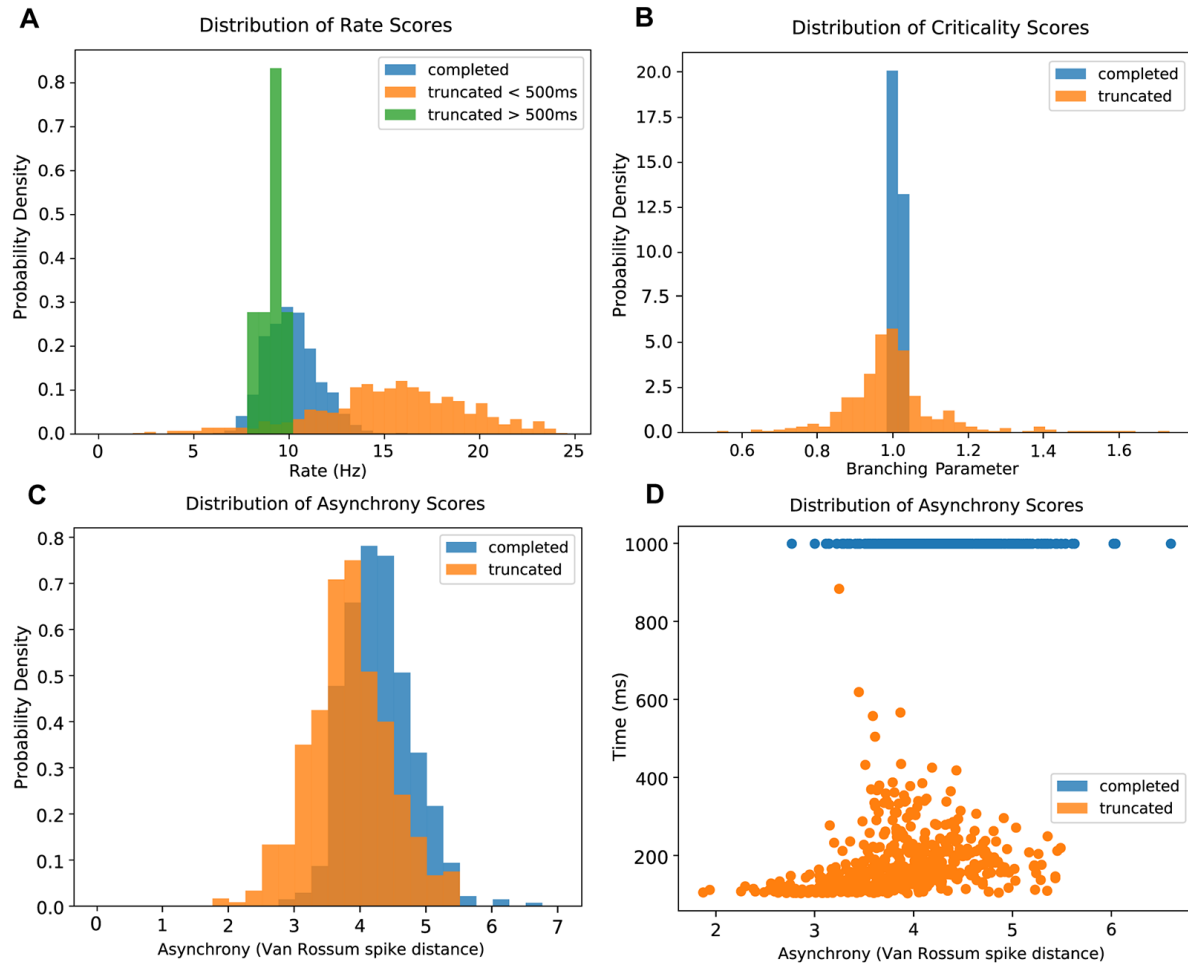 A
Distribution of Rate Scores
Probability Density
0.8
0.7
0.6
0.5
0.4
0.3
0.2
0.1
0.0
completed
truncated < 500ms
truncated > 500ms
0 5 10 15 20 25
Rate (Hz)
B
Distribution of Criticality Scores
Probability Density
20.0
17.5
15.0
12.5
10.0
7.5
5.0
2.5
0.0
completed
truncated
0.6 0.8 1.0 1.2 1.4 1.6
Branching Parameter
C
Distribution of Asynchrony Scores
Probability Density
0.8
0.7
0.6
0.5
0.4
0.3
0.2
0.1
0.0
completed
truncated
0 1 2 3 4 5 6 7
Asynchrony (Van Rossum spike distance)
D
Distribution of Asynchrony Scores
Time (ms)
1000
800
600
400
200
completed
truncated
2 3 4 5 6
Asynchrony (Van Rossum spike distance)